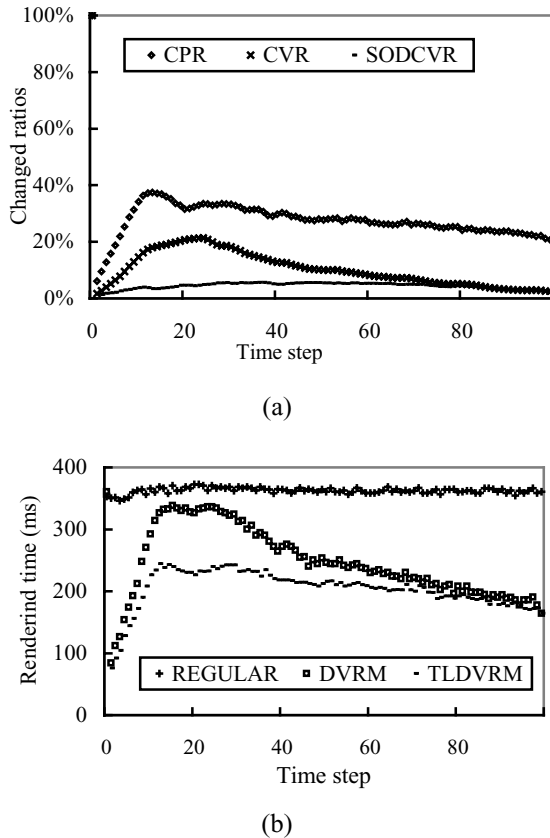 100%
80%
60%
40%
20%
0%
Changed ratios
CPR CVR SODCVR
0 20 40 60 80
Time step
(a)
400
300
200
100
0
Renderind time (ms)
REGULAR DVRM TLDVRM
0 20 40 60 80
Time step
(b)